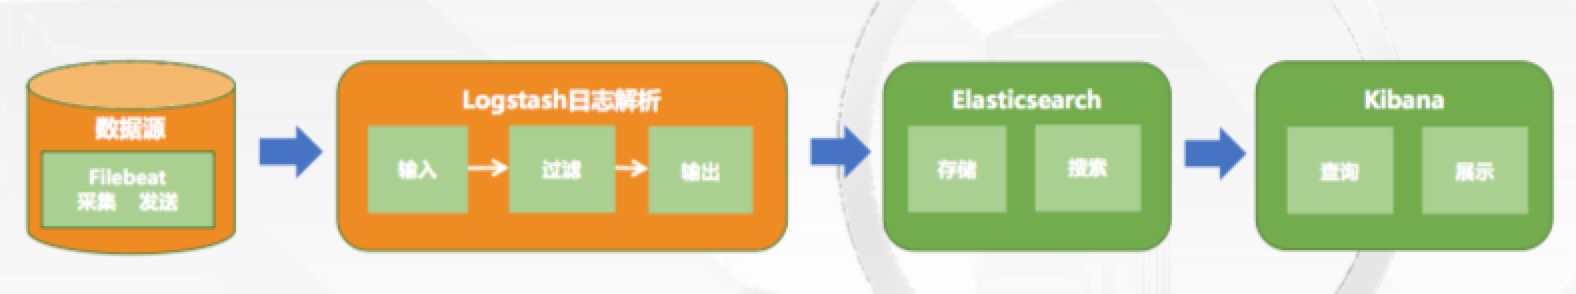 数据源
Filebeat
采集 发送
Logstash日志解析
输入
过滤
输出
Elasticsearch
存储
搜索
Kibana
查询
展示